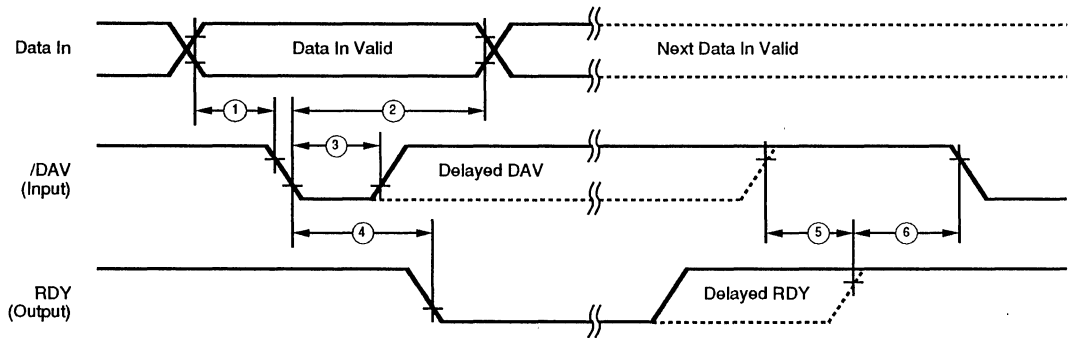 Data In
Data In Valid
Next Data In Valid
1
2
3
/DAV
(Input)
Delayed DAV
4
5
6
RDY
(Output)
Delayed RDY